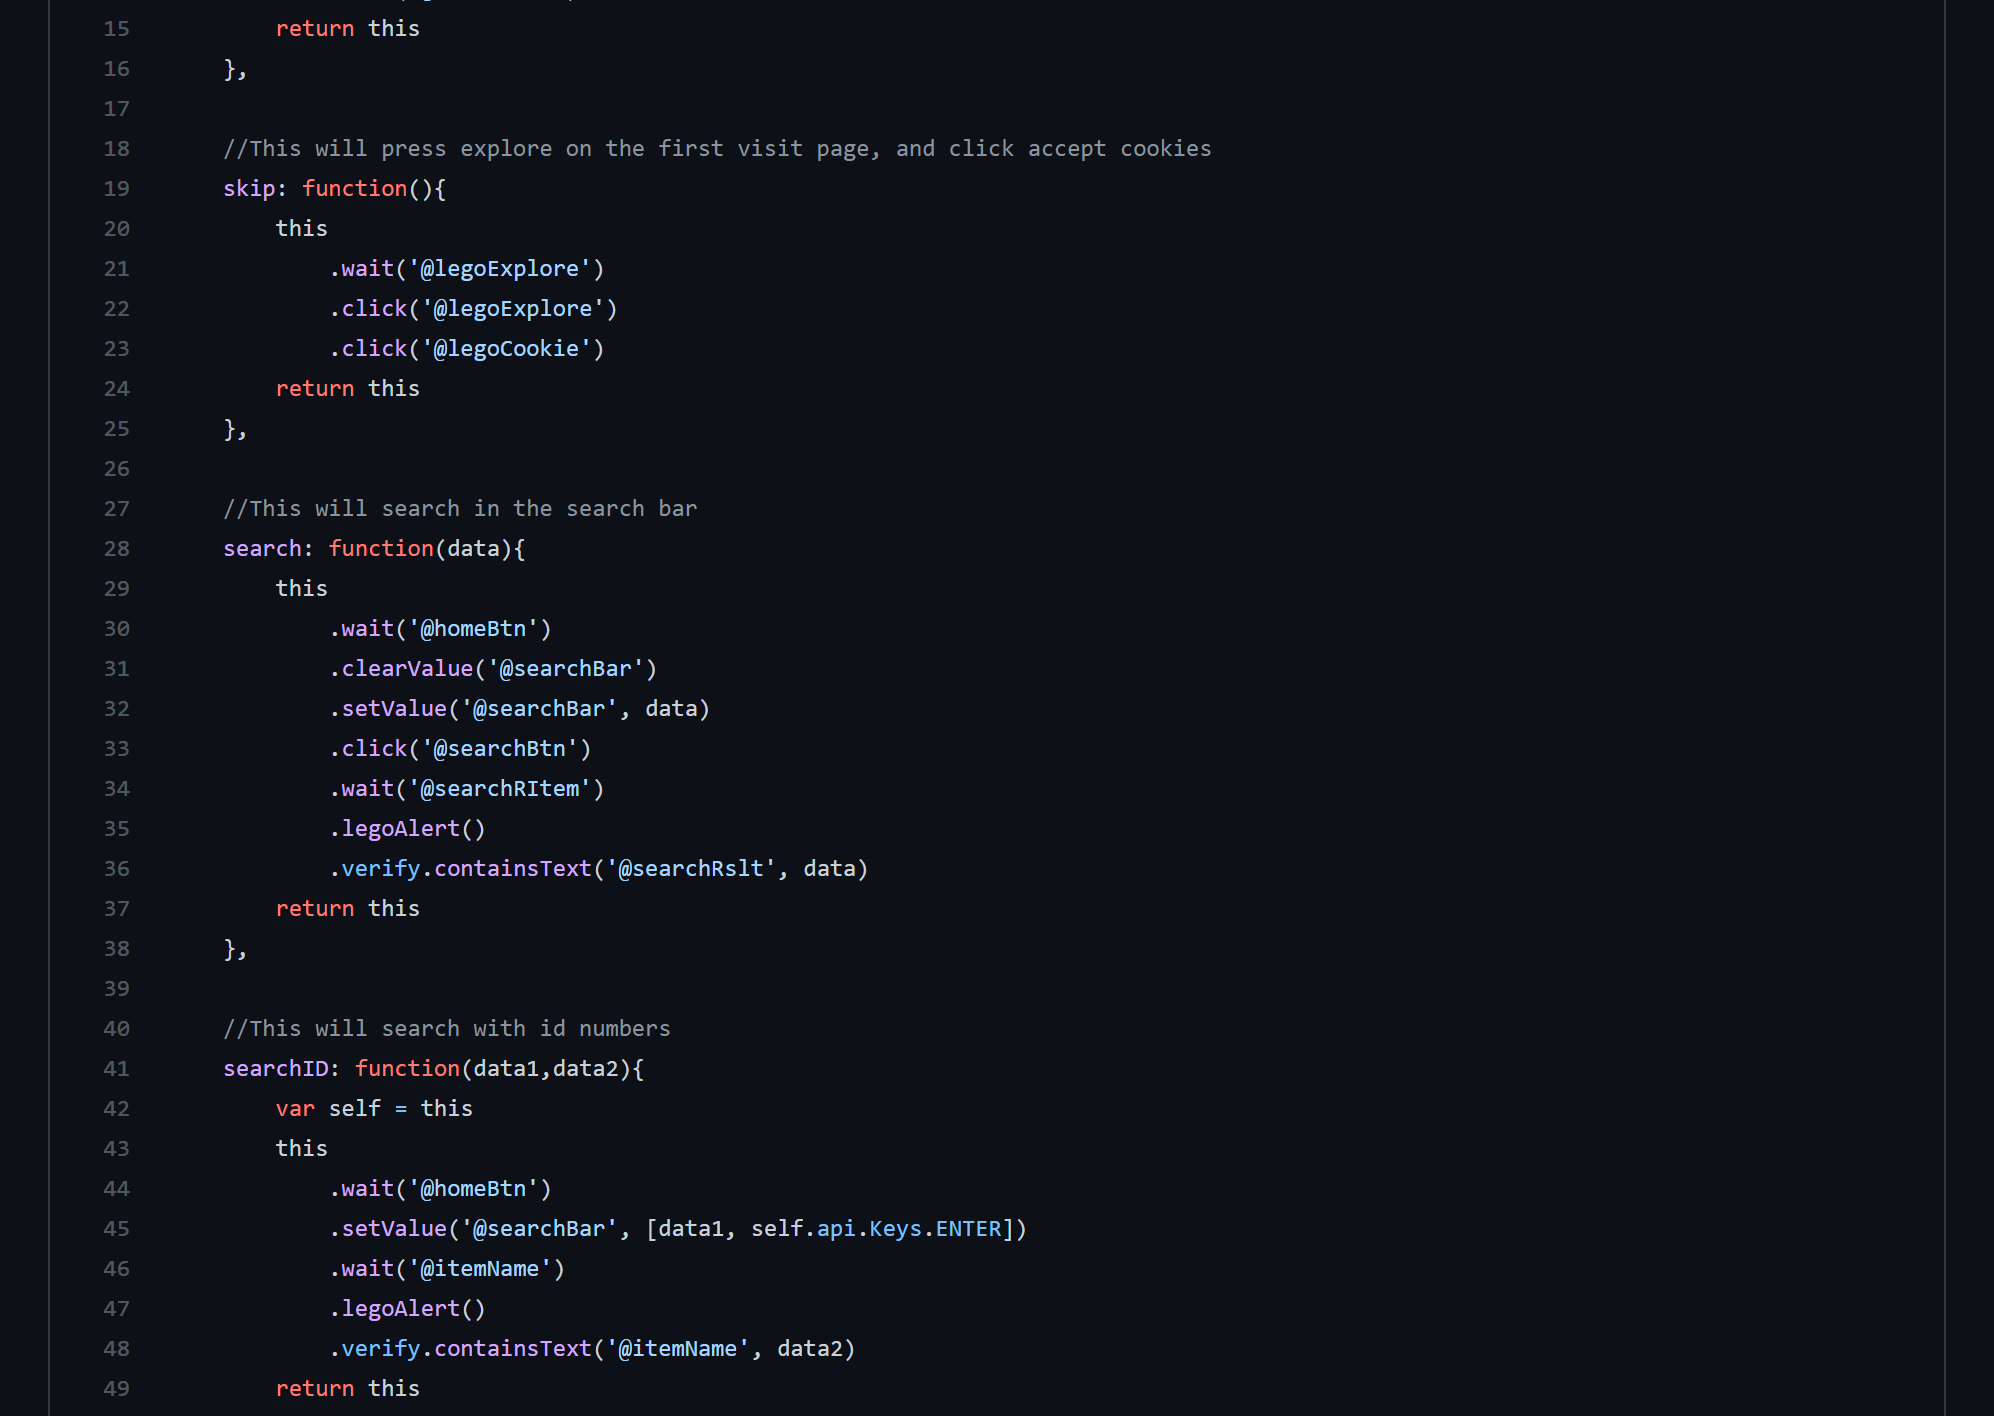 15 return this
16 },
17
18 //This will press explore on the first visit page, and click accept cookies
19 skip: function(){
20 this
21 .wait('@legoExplore')
22 .click('@legoExplore')
23 .click('@legoCookie')
24 return this
25 },
26
27 //This will search in the search bar
28 search: function(data){
29 this
30 .wait('@homeBtn')
31 .clearValue('@searchBar')
32 .setValue('@searchBar', data)
33 .click('@searchBtn')
34 .wait('@searchRItem')
35 .legoAlert()
36 .verify.containsText('@searchRslt', data)
37 return this
38 },
39
40 //This will search with id numbers
41 searchID: function(data1,data2){
42 var self = this
43 this
44 .wait('@homeBtn')
45 .setValue('@searchBar', [data1, self.api.Keys.ENTER])
46 .wait('@itemName')
47 .legoAlert()
48 .verify.containsText('@itemName', data2)
49 return this